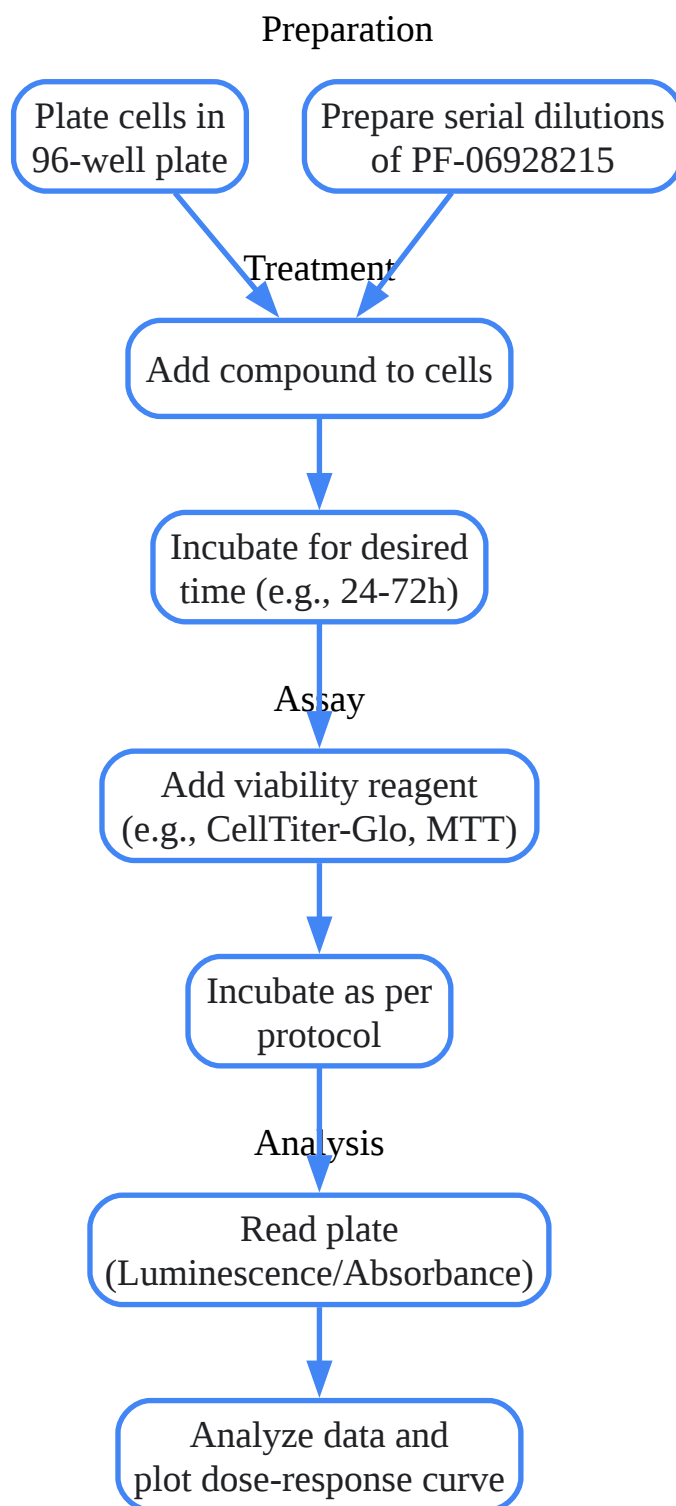 Preparation
Plate cells in
96-well plate
Prepare serial dilutions
of PF-06928215
Treatment
Add compound to cells
Incubate for desired
time (e.g., 24-72h)
Assay
Add viability reagent
(e.g., CellTiter-Glo, MTT)
Incubate as per
protocol
Analysis
Read plate
(Luminescence/Absorbance)
Analyze data and
plot dose-response curve